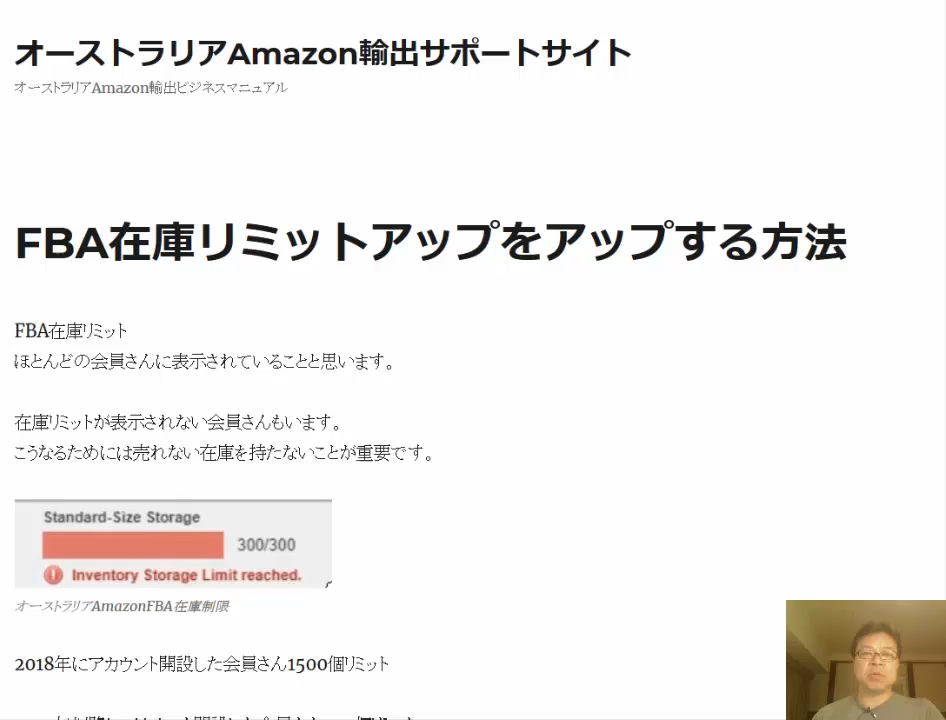 オーストラリアAmazon輸出サポートサイト
オーストラリアAmazon輸出ビジネスマニュアル
FBA在庫リミットアップをアップする方法
FBA在庫リミット
ほとんどの会員さんに表示されていることと思います。
在庫リミットが表示されない会員さんもいます。
こうなるためには売れない在庫を持たないことが重要です。
Standard-Size Storage
300/300
Inventory Storage Limit reached.
オーストラリアAmazonFBA在庫制限
2018年にアカウント開設した会員さん1500個リミット